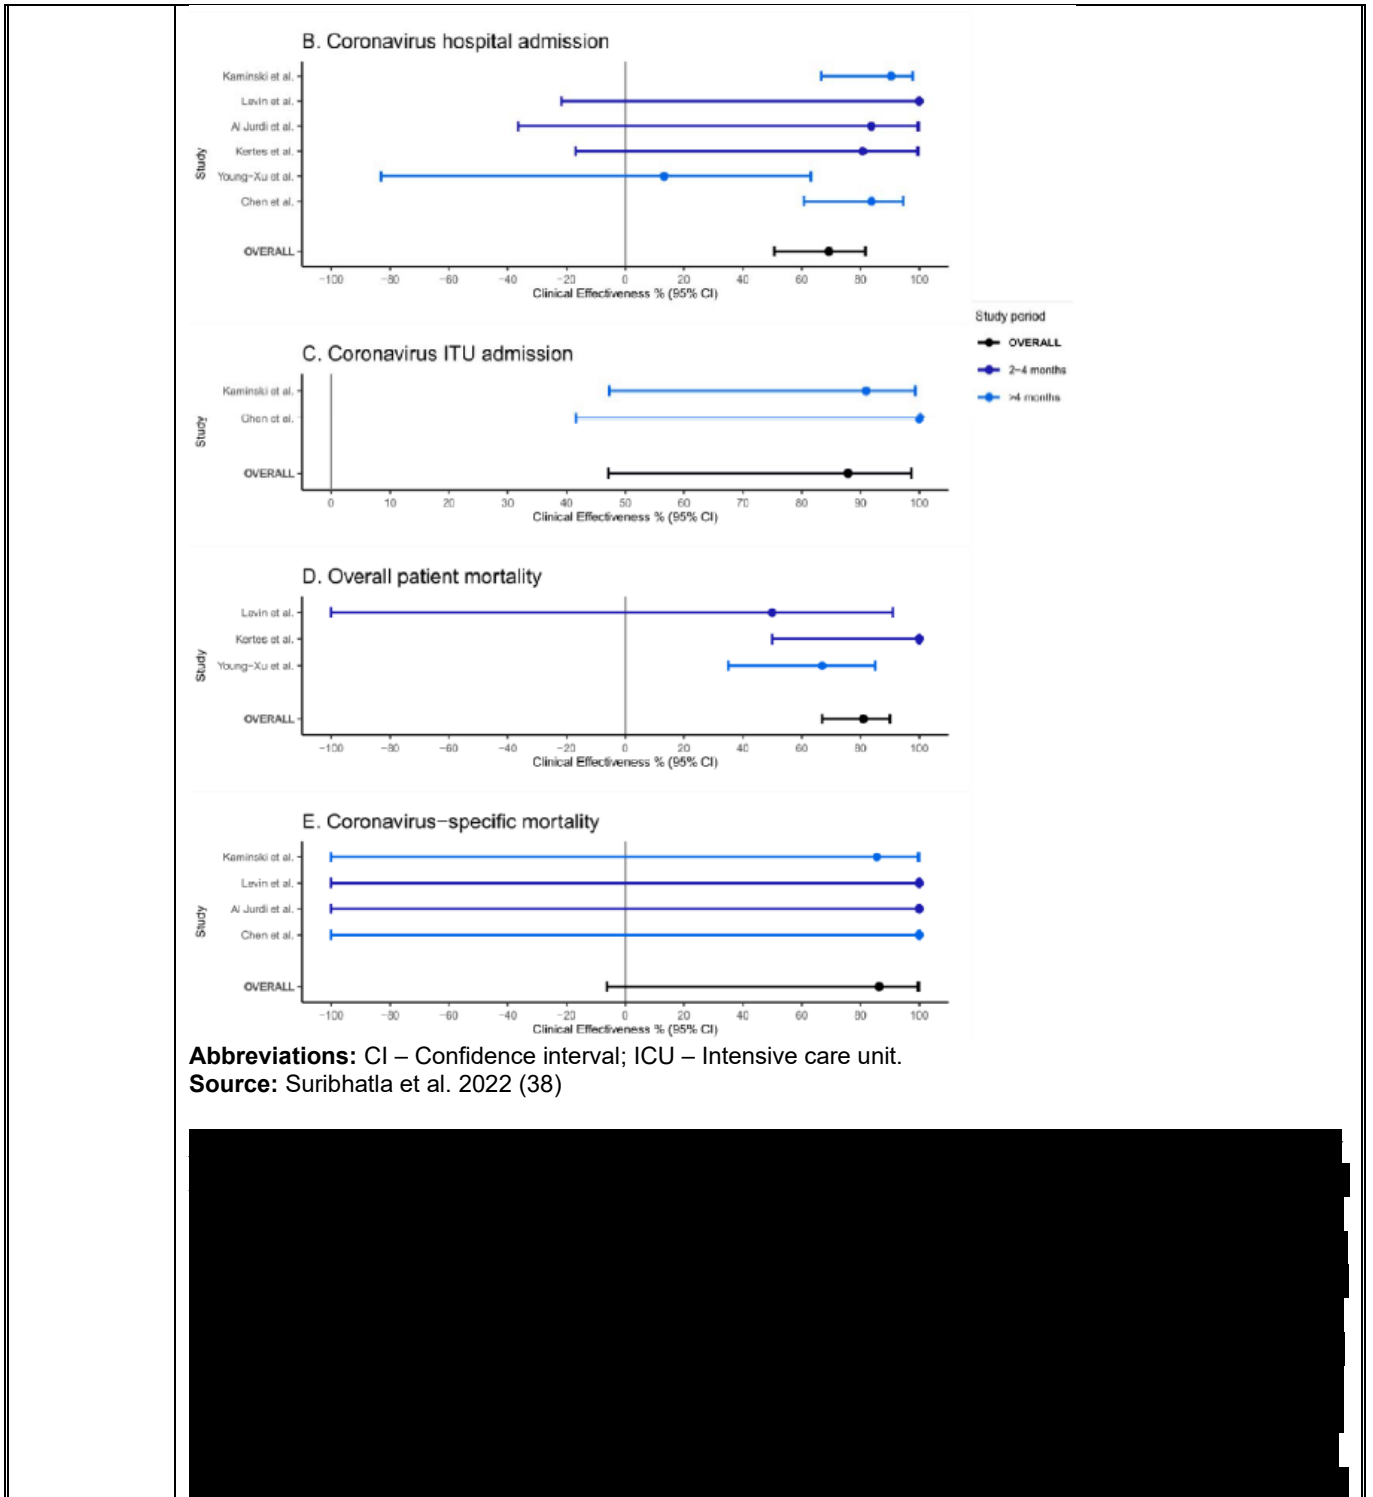 B. Coronavirus hospital admission
Study
Kaminski et al.
Levin et al.
Al Jurdi et al.
Kertes et al.
Young-Xu et al.
Chen et al.
OVERALL
-100 -80 -60 -40 -20 0 20 40 60 80 100
Clinical Effectiveness % (95% CI)
Study period
OVERALL
2-4 months
>4 months
C. Coronavirus ITU admission
Study
Kaminski et al.
Chen et al.
OVERALL
0 10 20 30 40 50 60 70 80 90 100
Clinical Effectiveness % (95% CI)
D. Overall patient mortality
Study
Levin et al.
Kertes et al.
Young-Xu et al.
OVERALL
-100 -80 -60 -40 -20 0 20 40 60 80 100
Clinical Effectiveness % (95% CI)
E. Coronavirus-specific mortality
Study
Kaminski et al.
Levin et al.
Al Jurdi et al.
Chen et al.
OVERALL
-100 -80 -60 -40 -20 0 20 40 60 80 100
Clinical Effectiveness % (95% CI)
Abbreviations: CI – Confidence interval; ICU – Intensive care unit.
Source: Suribhatla et al. 2022 (38)